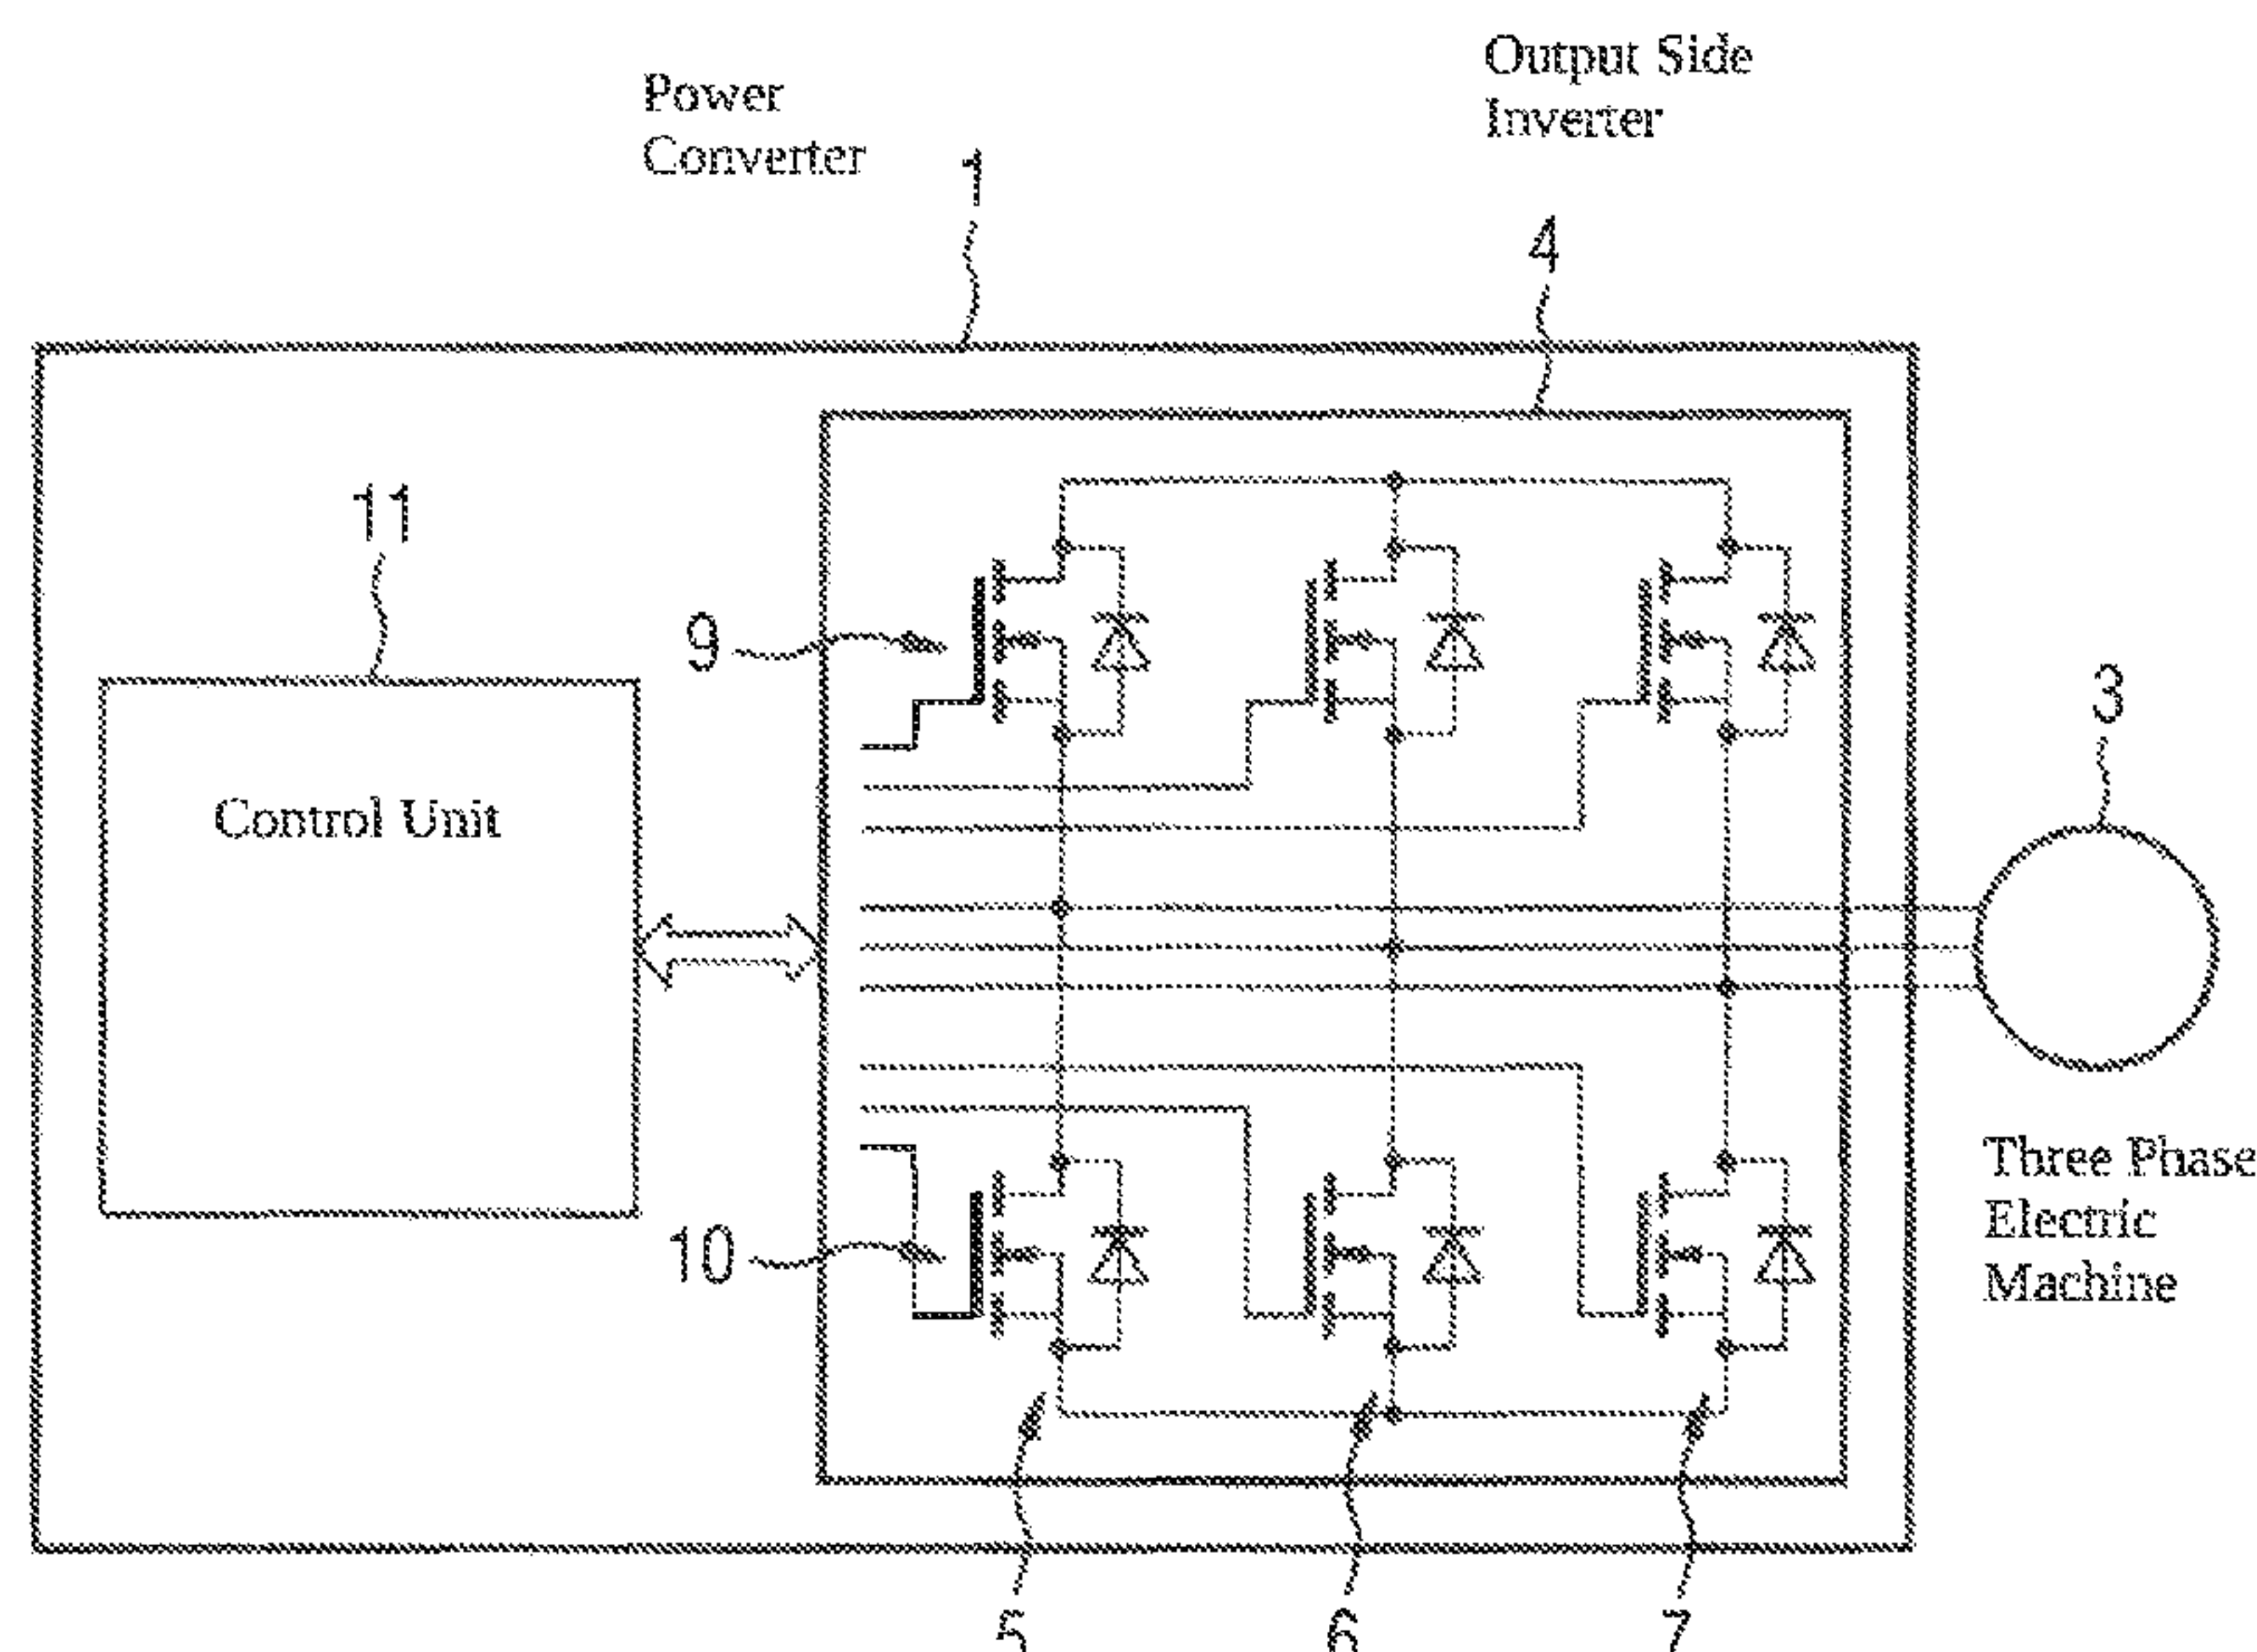 Output Side
Inverter
Power
Converter
1
4
11
9
3
Control Unit
Three Phase
Electric
Machine
10
5
6
7